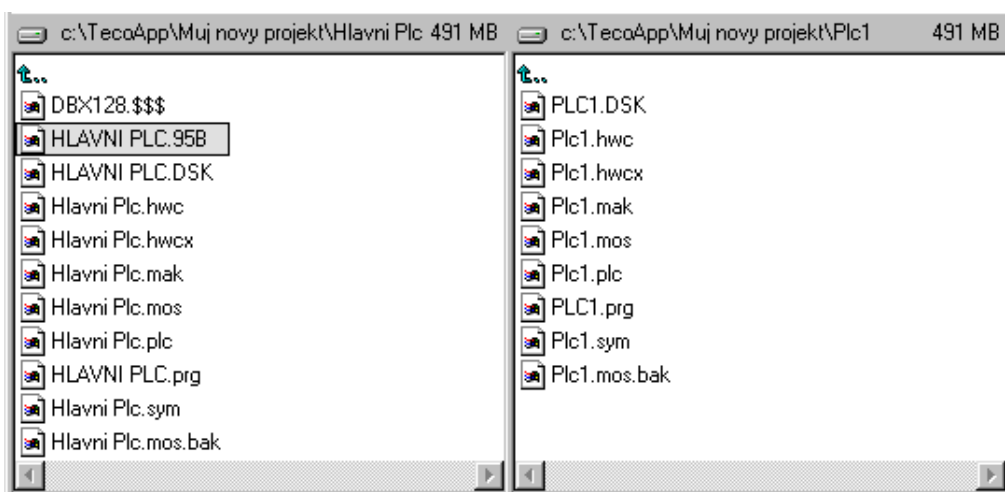 c:\TecoApp\Muj novy projekt\Hlavni Plc 491 MB
..
DBX128.$$$
HLAVNI PLC.95B
HLAVNI PLC.DSK
Hlavni Plc.hwc
Hlavni Plc.hwcx
Hlavni Plc.mak
Hlavni Plc.mos
Hlavni Plc.plc
HLAVNI PLC.prg
Hlavni Plc.sym
Hlavni Plc.mos.bak
c:\TecoApp\Muj novy projekt\Plc1 491 MB
..
PLC1.DSK
Plc1.hwc
Plc1.hwcx
Plc1.mak
Plc1.mos
Plc1.plc
PLC1.prg
Plc1.sym
Plc1.mos.bak